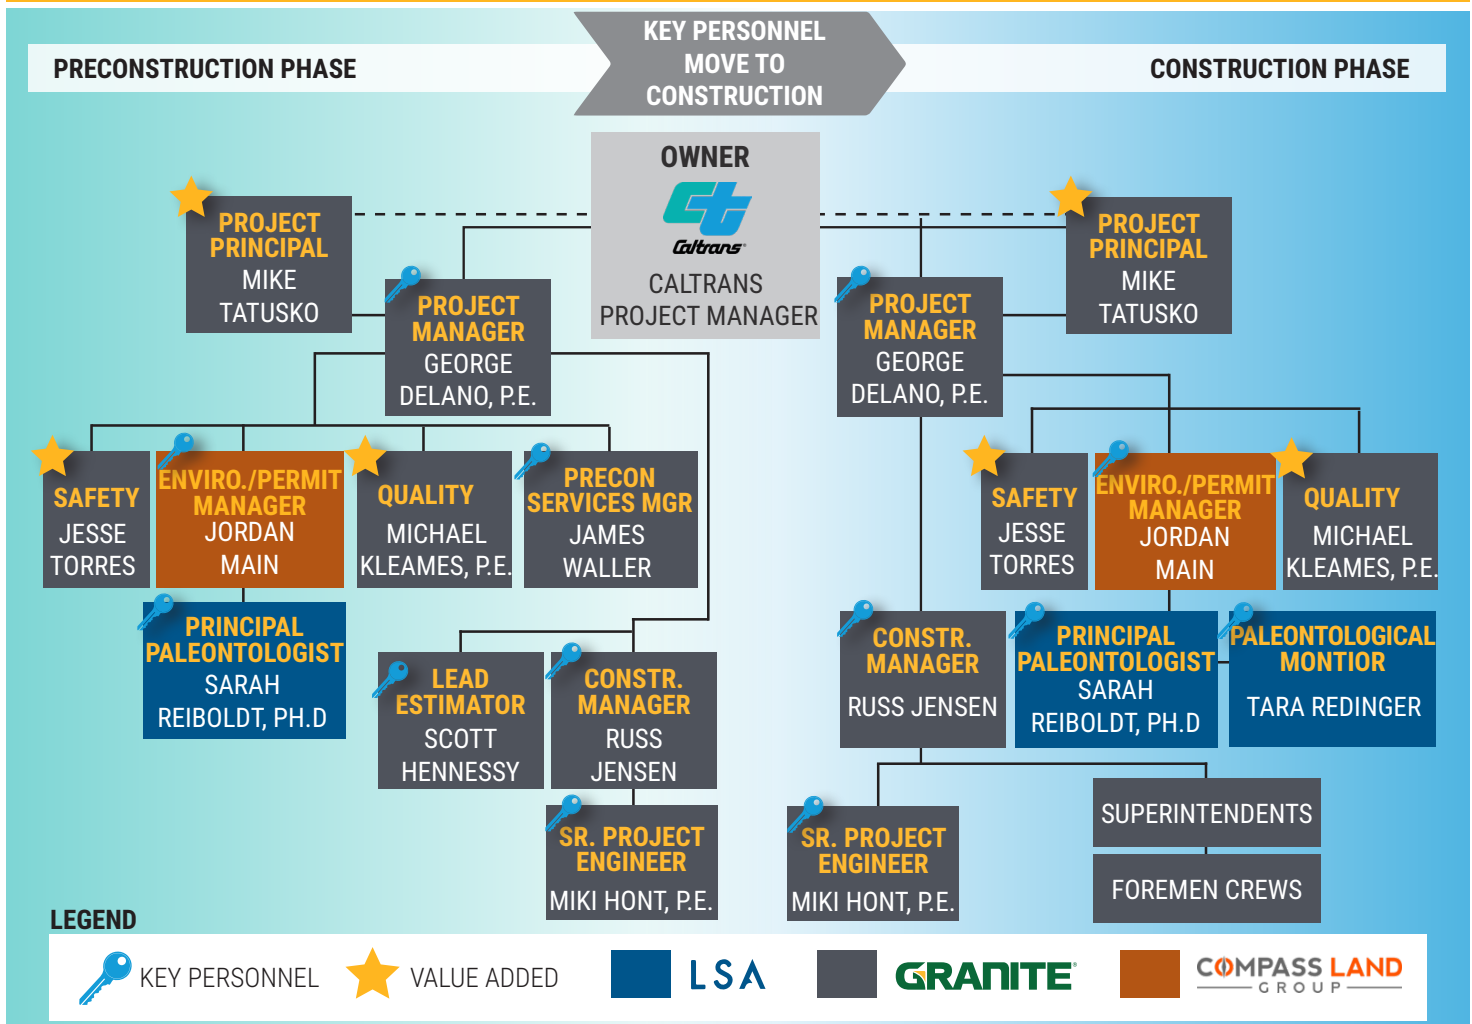 KEY PERSONNEL
MOVE TO
CONSTRUCTION
PRECONSTRUCTION PHASE
CONSTRUCTION PHASE
OWNER
Caltrans®
CALTRANS
PROJECT MANAGER
PROJECT
PRINCIPAL
MIKE
TATUSKO
PROJECT
MANAGER
GEORGE
DELANO, P.E.
SAFETY
JESSE
TORRES
ENVIRO./PERMIT
MANAGER
JORDAN
MAIN
QUALITY
MICHAEL
KLEAMES, P.E.
PRECON
SERVICES MGR
JAMES
WALLER
PRINCIPAL
PALEONTOLOGIST
SARAH
REIBOLDT, PH.D
LEAD
ESTIMATOR
SCOTT
HENNESSY
CONSTR.
MANAGER
RUSS
JENSEN
SR. PROJECT
ENGINEER
MIKI HONT, P.E.
PROJECT
PRINCIPAL
MIKE
TATUSKO
PROJECT
MANAGER
GEORGE
DELANO, P.E.
SAFETY
JESSE
TORRES
ENVIRO./PERMIT
MANAGER
JORDAN
MAIN
QUALITY
MICHAEL
KLEAMES, P.E.
CONSTR.
MANAGER
RUSS JENSEN
PRINCIPAL
PALEONTOLOGIST
SARAH
REIBOLDT, PH.D
PALEONTOLOGICAL
MONTIOR
TARA REDINGER
SR. PROJECT
ENGINEER
MIKI HONT, P.E.
SUPERINTENDENTS
FOREMEN CREWS
LEGEND
KEY PERSONNEL
VALUE ADDED
LSA
GRANITE®
COMPASS LAND
GROUP